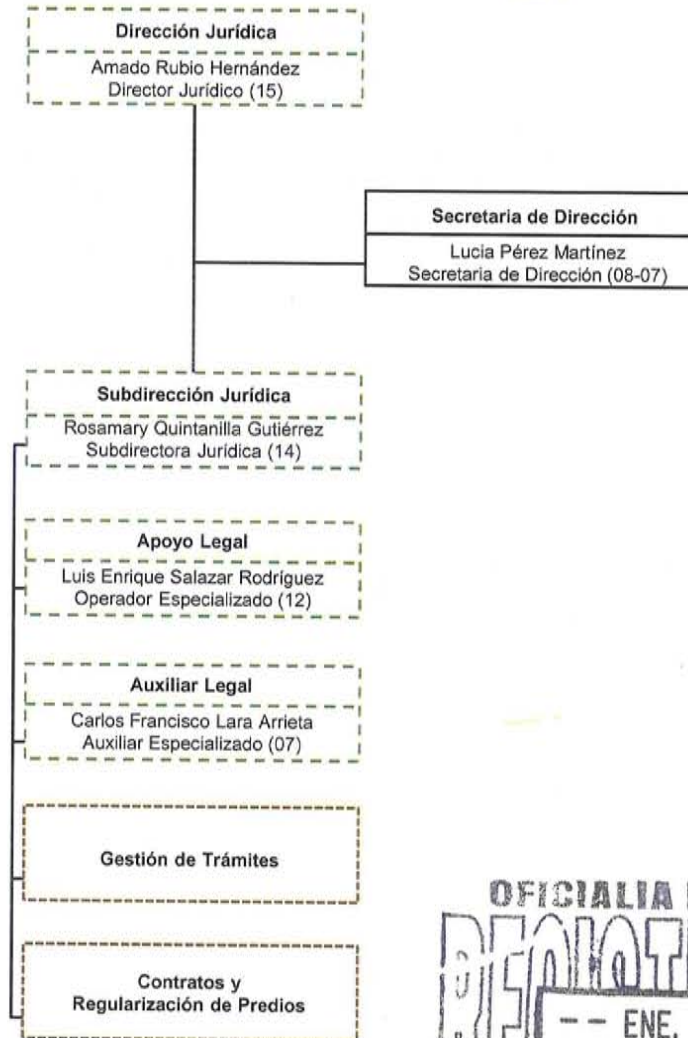 Dirección Jurídica
Amado Rubio Hernández
Director Jurídico (15)
Secretaria de Dirección
Lucia Pérez Martínez
Secretaria de Dirección (08-07)
Subdirección Jurídica
Rosamary Quintanilla Gutiérrez
Subdirectora Jurídica (14)
Apoyo Legal
Luis Enrique Salazar Rodríguez
Operador Especializado (12)
Auxiliar Legal
Carlos Francisco Lara Arrieta
Auxiliar Especializado (07)
Gestión de Trámites
Contratos y
Regularización de Predios
OFICIALIA
-- ENE.